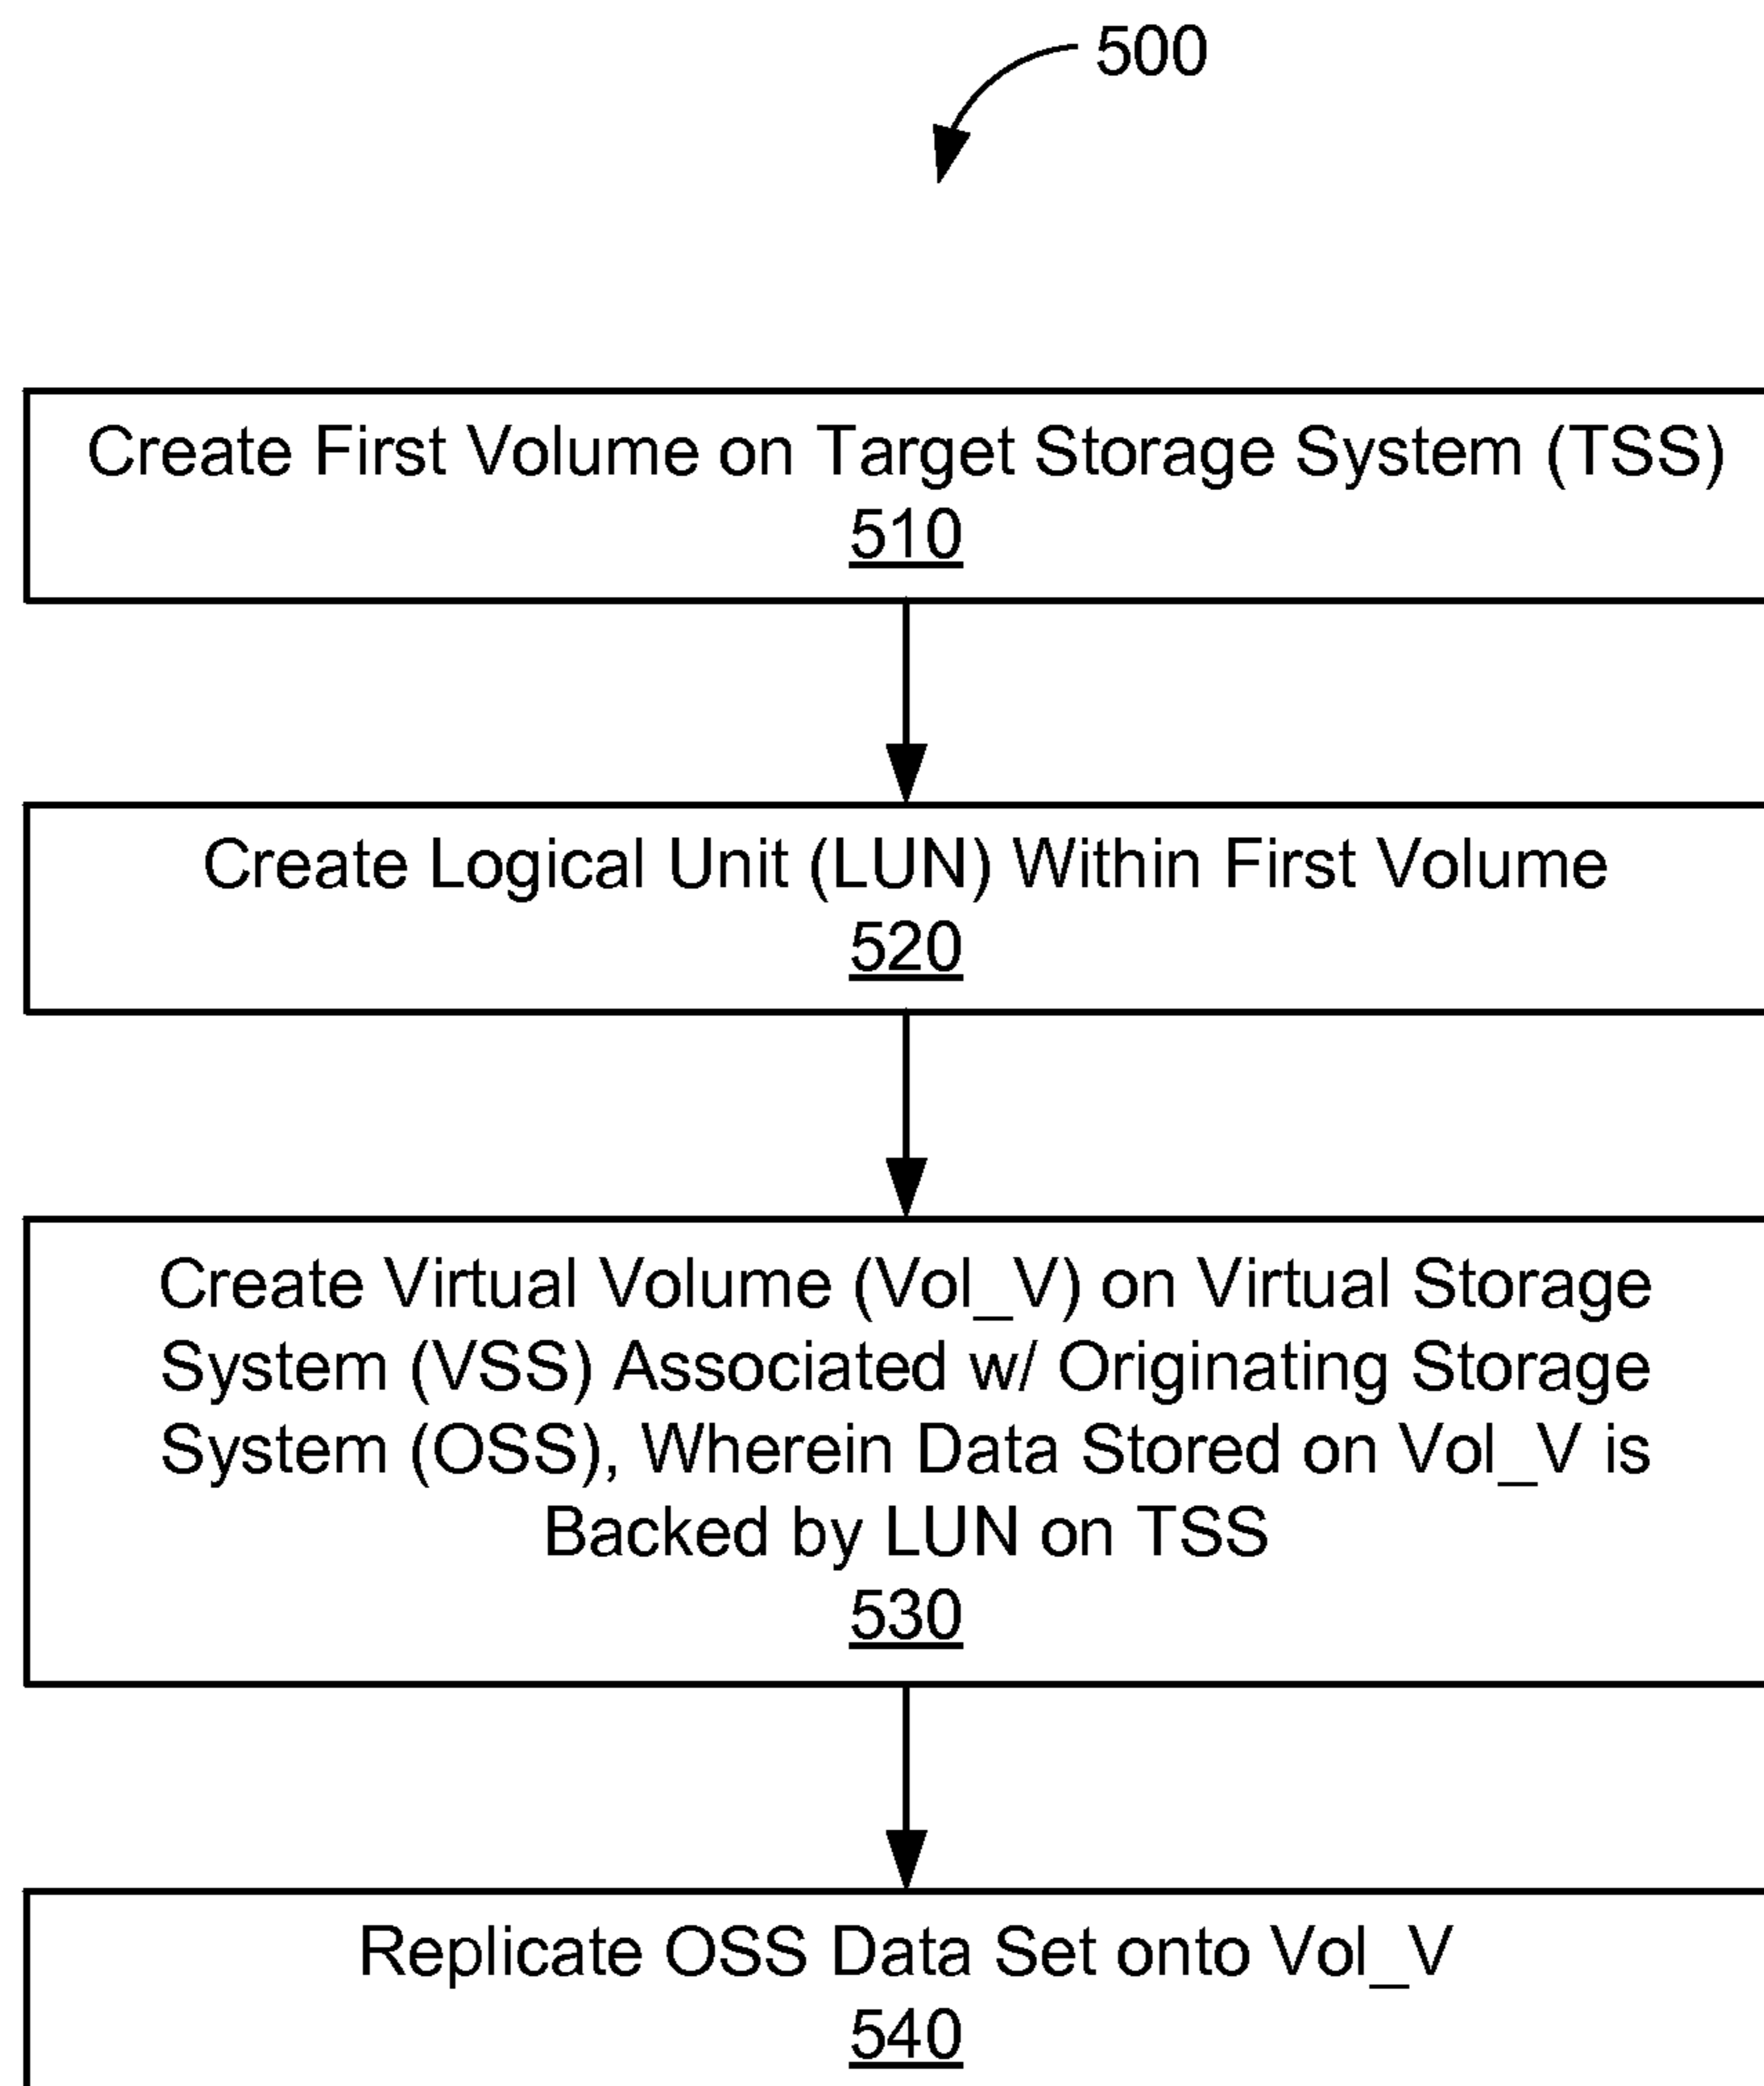 500
Create First Volume on Target Storage System (TSS)
510
Create Logical Unit (LUN) Within First Volume
520
Create Virtual Volume (Vol_V) on Virtual Storage
System (VSS) Associated w/ Originating Storage
System (OSS), Wherein Data Stored on Vol_V is
Backed by LUN on TSS
530
Replicate OSS Data Set onto Vol_V
540